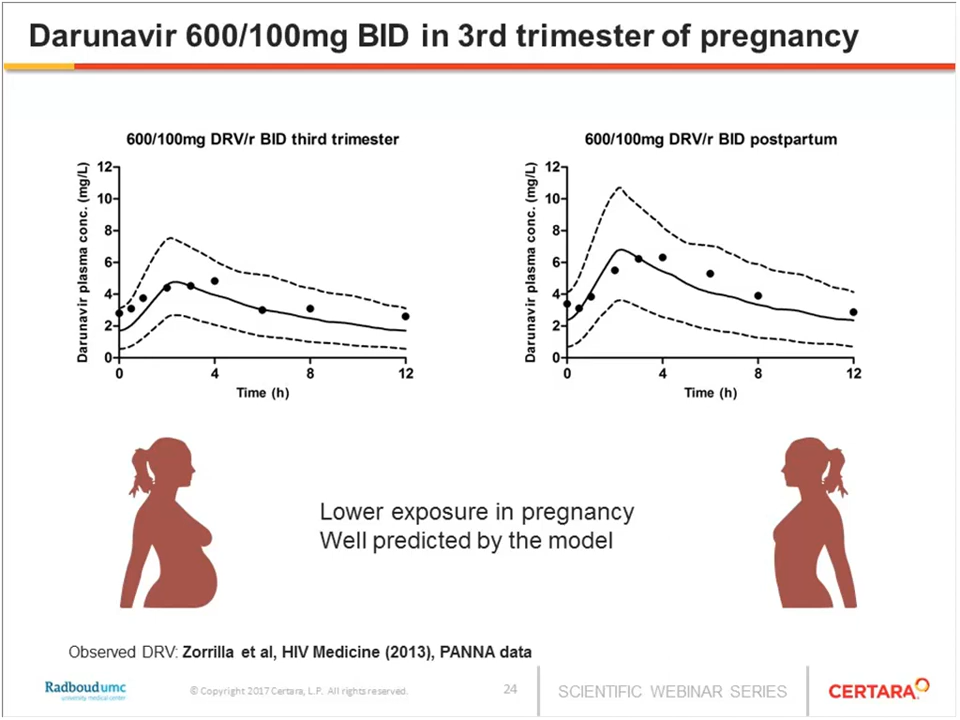 Darunavir 600/100mg BID in 3rd trimester of pregnancy
600/100mg DRV/r BID third trimester
Darunavir plasma conc. (mg/L)
12
10
8
6
4
2
0
0 4 8 12
Time (h)
600/100mg DRV/r BID postpartum
Darunavir plasma conc. (mg/L)
12
10
8
6
4
2
0
0 4 8 12
Time (h)
Lower exposure in pregnancy
Well predicted by the model
Observed DRV: Zorrilla et al, HIV Medicine (2013), PANNA data
Radboudumc
university medical center
© Copyright 2017 Certara, L.P. All rights reserved.
24
SCIENTIFIC WEBINAR SERIES
CERTARA